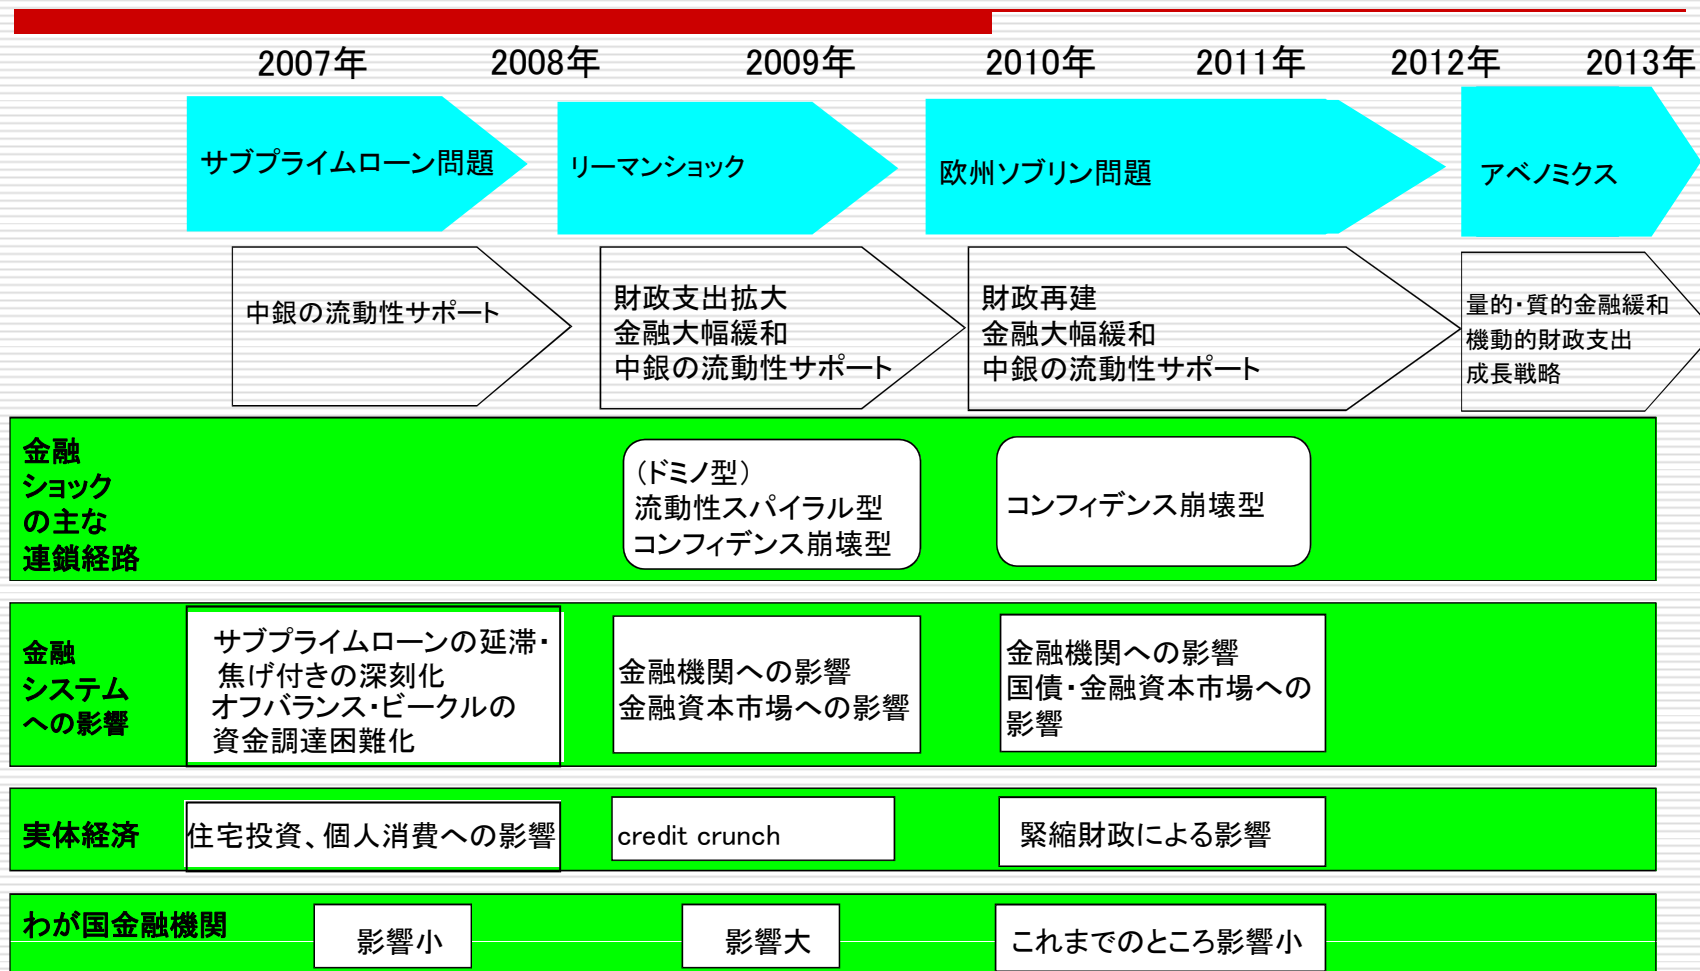 2007年 2008年 2009年 2010年 2011年 2012年 2013年
サブプライムローン問題
リーマンショック
欧州ソブリン問題
アベノミクス
中銀の流動性サポート
財政支出拡大
金融大幅緩和
中銀の流動性サポート
財政再建
金融大幅緩和
中銀の流動性サポート
量的・質的金融緩和
機動的財政支出
成長戦略
金融
ショック
の主な
連鎖経路
(ドミノ型)
流動性スパイラル型
コンフィデンス崩壊型
コンフィデンス崩壊型
金融
システム
への影響
サブプライムローンの延滞・
焦げ付きの深刻化
オフバランス・ビークルの
資金調達困難化
金融機関への影響
金融資本市場への影響
金融機関への影響
国債・金融資本市場への
影響
実体経済
住宅投資、個人消費への影響
credit crunch
緊縮財政による影響
わが国金融機関
影響小
影響大
これまでのところ影響小